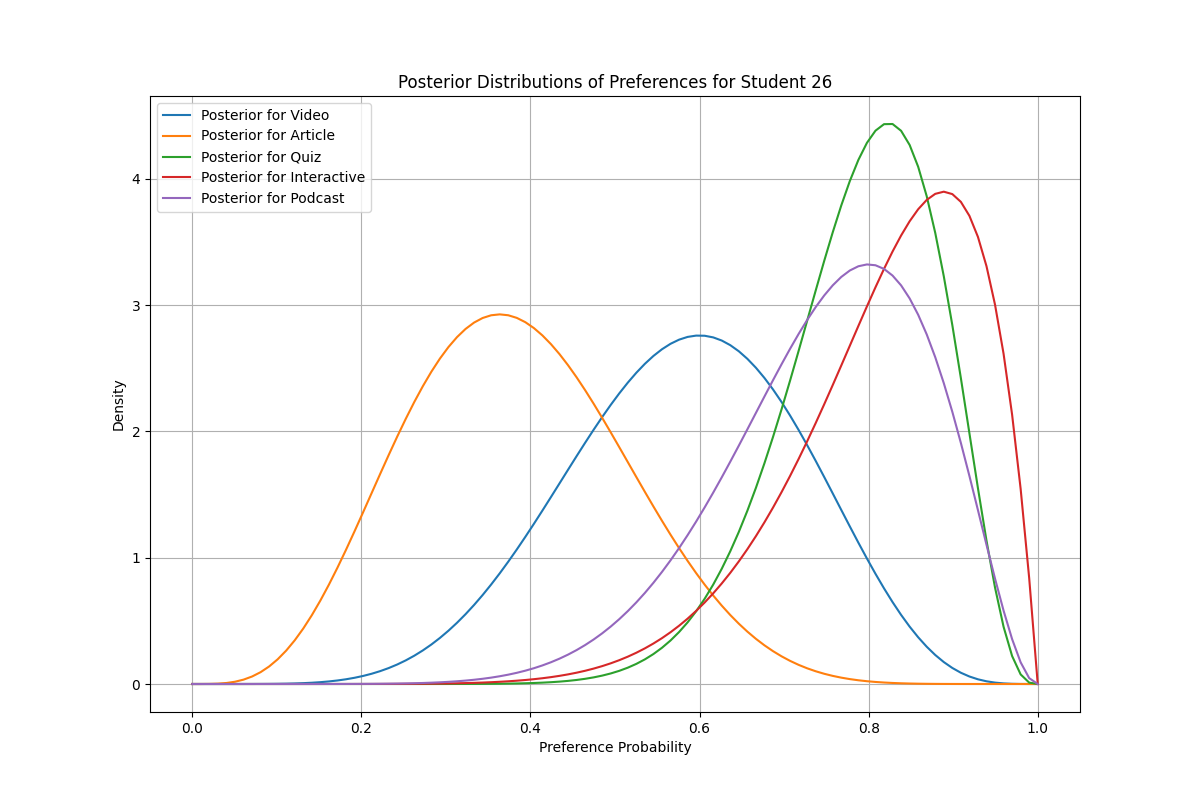 Posterior Distributions of Preferences for Student 26
Posterior for Video
Posterior for Article
Posterior for Quiz
Posterior for Interactive
Posterior for Podcast
4
3
2
1
0
Density
0.0 0.2 0.4 0.6 0.8 1.0
Preference Probability